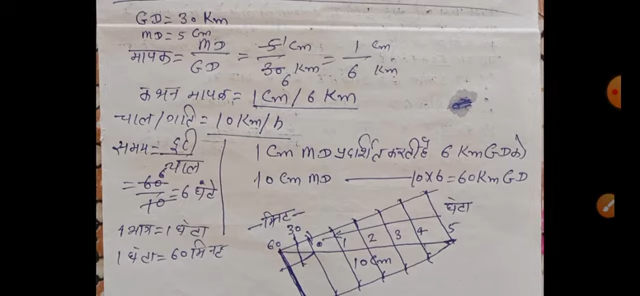 GD = 30 Km
MD = 5 Cm
मापक = MD / GD = 5 Cm / 30 Km = 1 Cm / 6 Km
6
कथन मापक = 1 Cm / 6 Km
चाल / गति = 10 Km/h
समय = दूरी / चाल
= 60 / 10 = 6 घंटे
6
1 भाग = 1 घंटा
1 घंटा = 60 मिनट
1 Cm MD प्रदर्शित करती है 6 Km GD को
10 Cm MD —— 10x6 = 60 Km GD
मिनट
घंटा
60 30 0 1 2 3 4 5
10 Cm